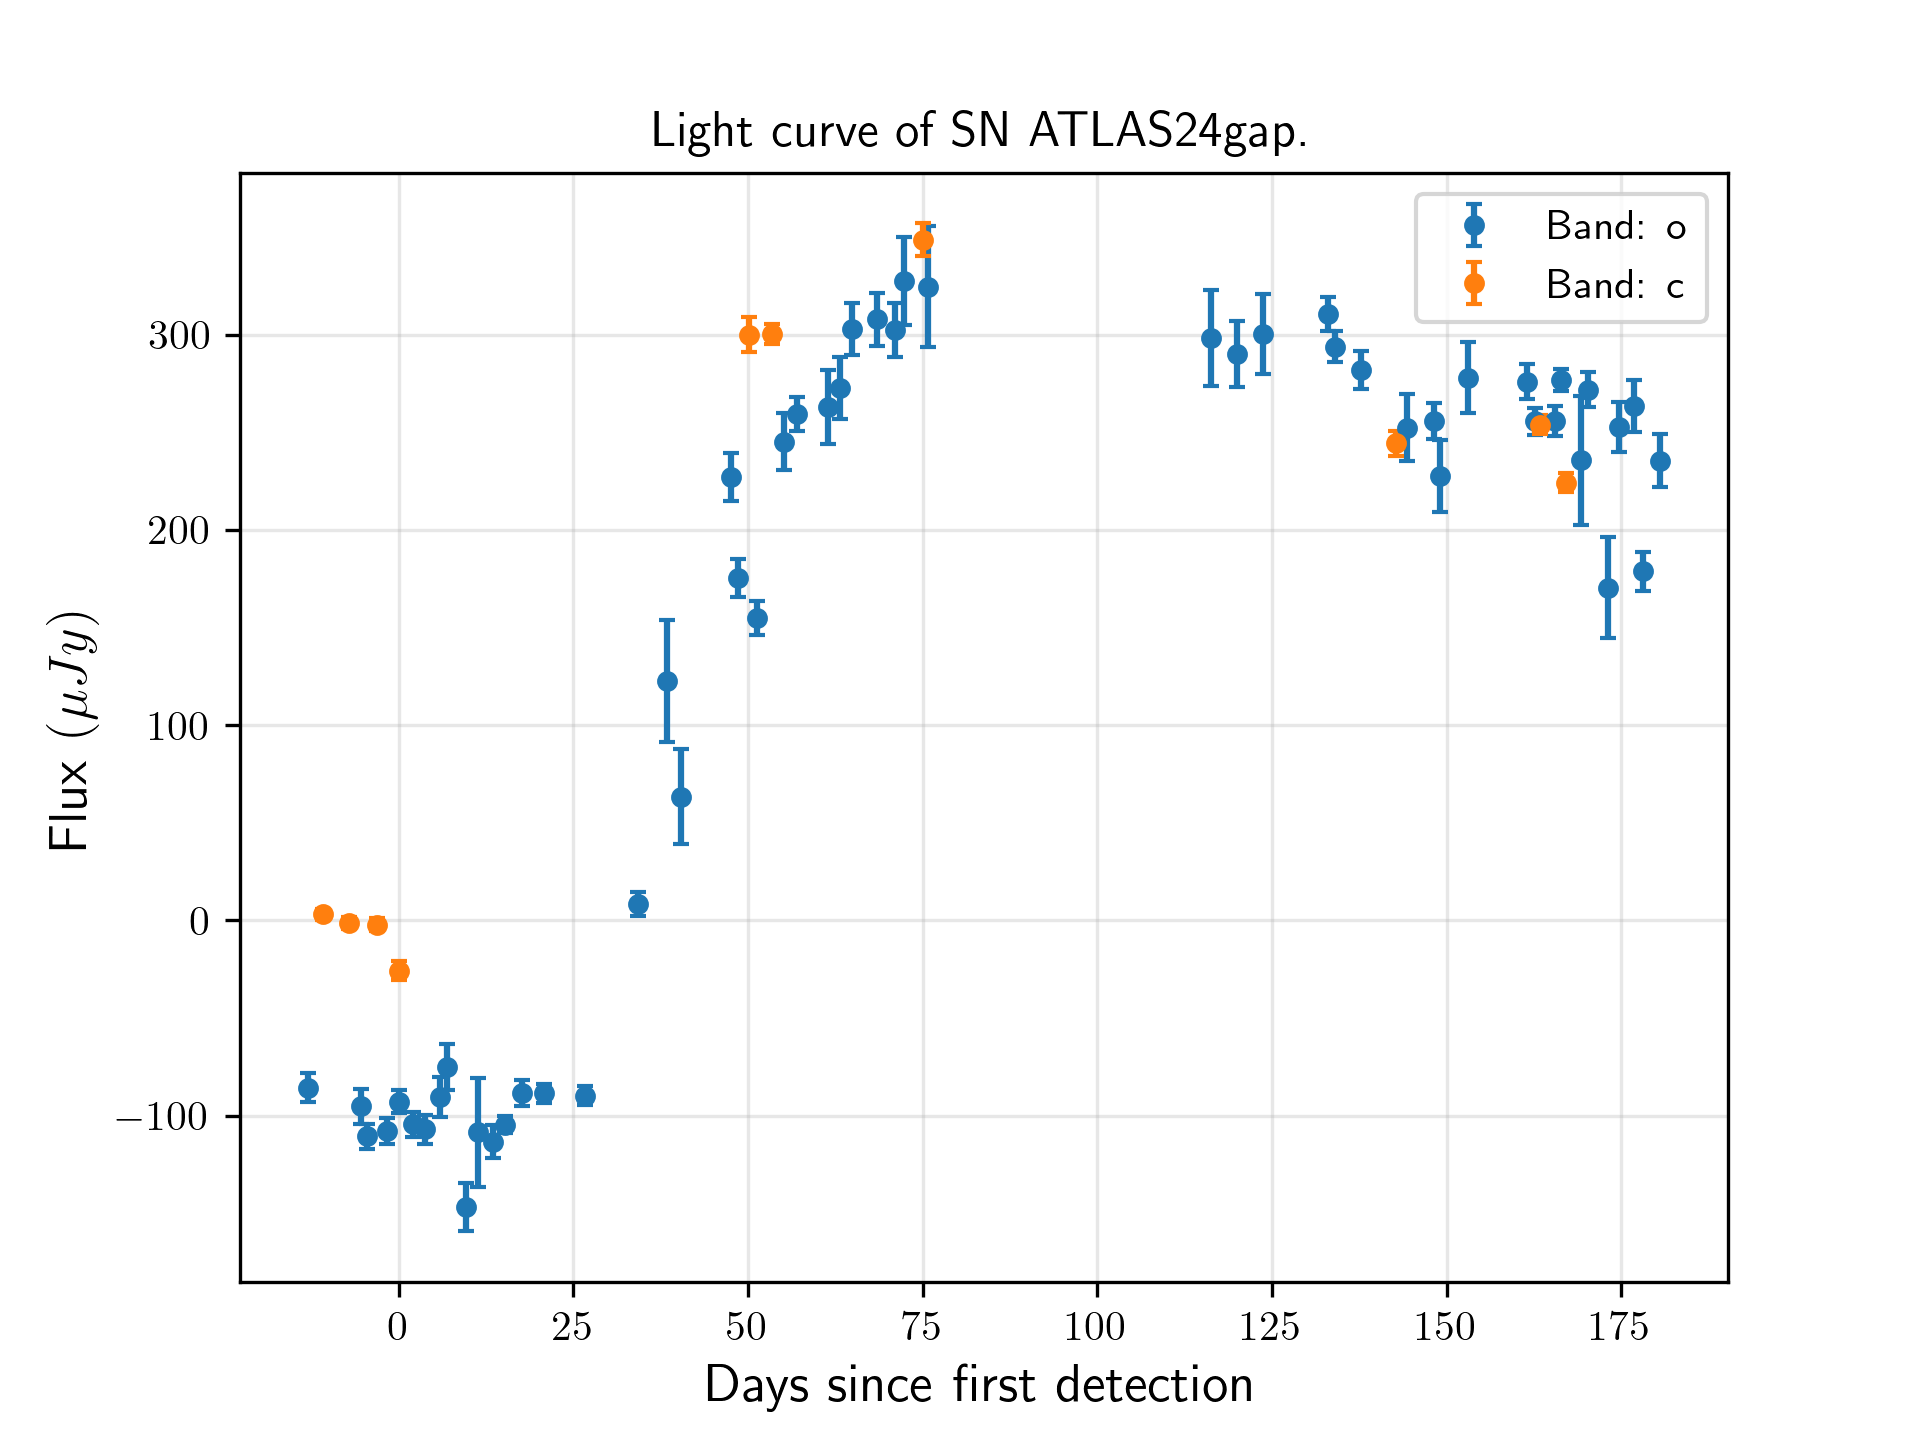 Light curve of SN ATLAS24gap.
Band: o
Band: c
Flux (μJy)
300
200
100
0
−100
0 25 50 75 100 125 150 175
Days since first detection